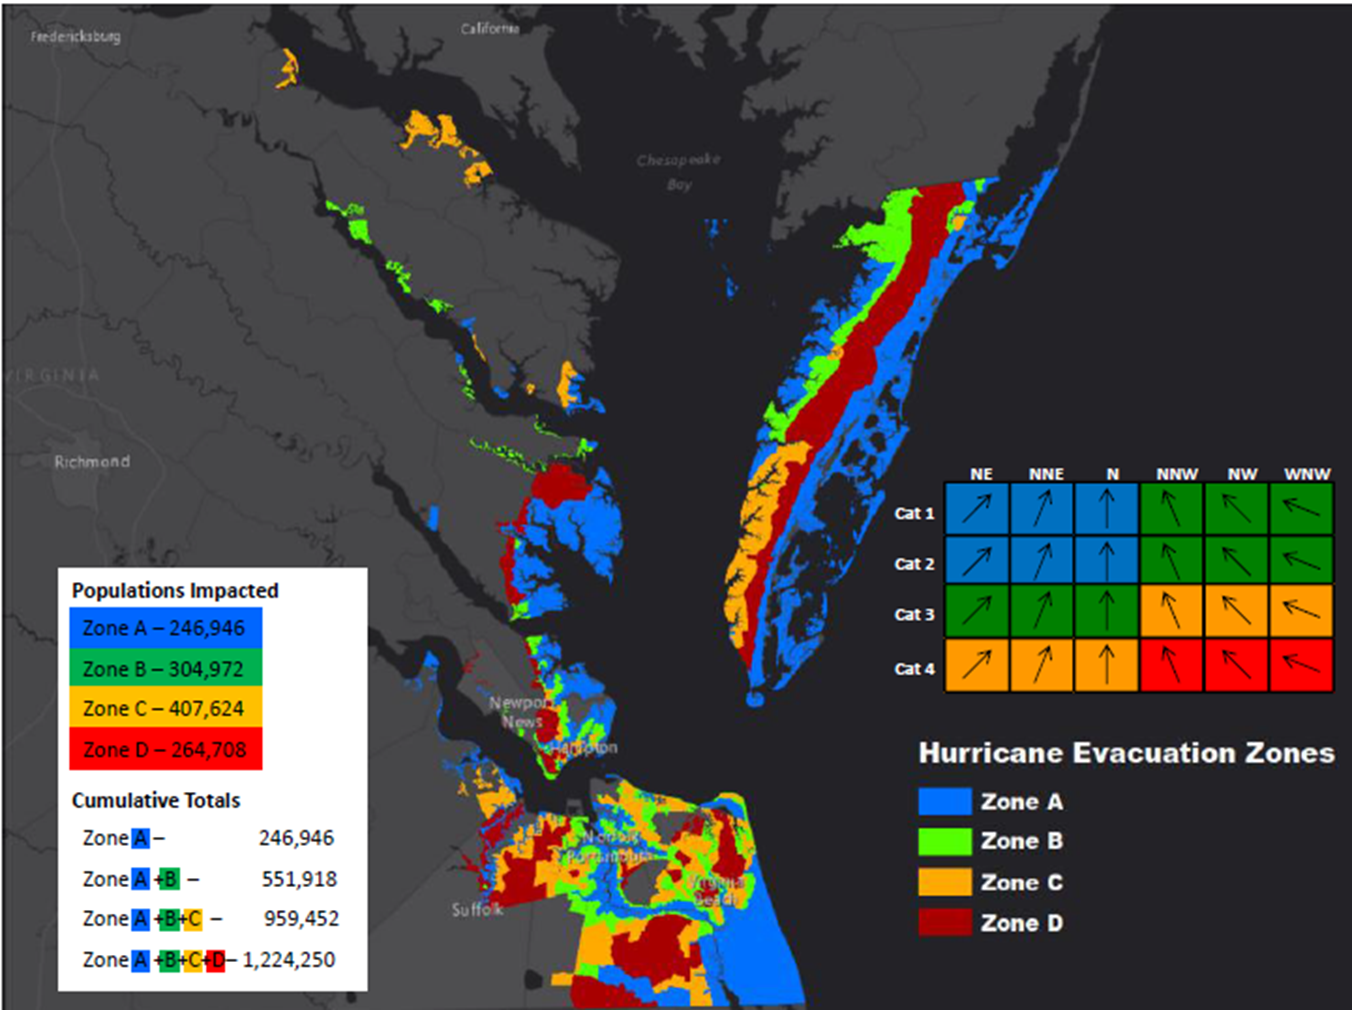 Fredericksburg
California
Chesapeake
Bay
VIRGINIA
Richmond
NE NNE N NNW NW WNW
Cat 1
Cat 2
Cat 3
Cat 4
Populations Impacted
Zone A – 246,946
Zone B – 304,972
Zone C – 407,624
Zone D – 264,708
Cumulative Totals
Zone A – 246,946
Zone A +B – 551,918
Zone A +B+C – 959,452
Zone A +B+C+D– 1,224,250
Newport
News
Hampton
Norfolk
Portsmouth
Virginia
Beach
Suffolk
Hurricane Evacuation Zones
Zone A
Zone B
Zone C
Zone D